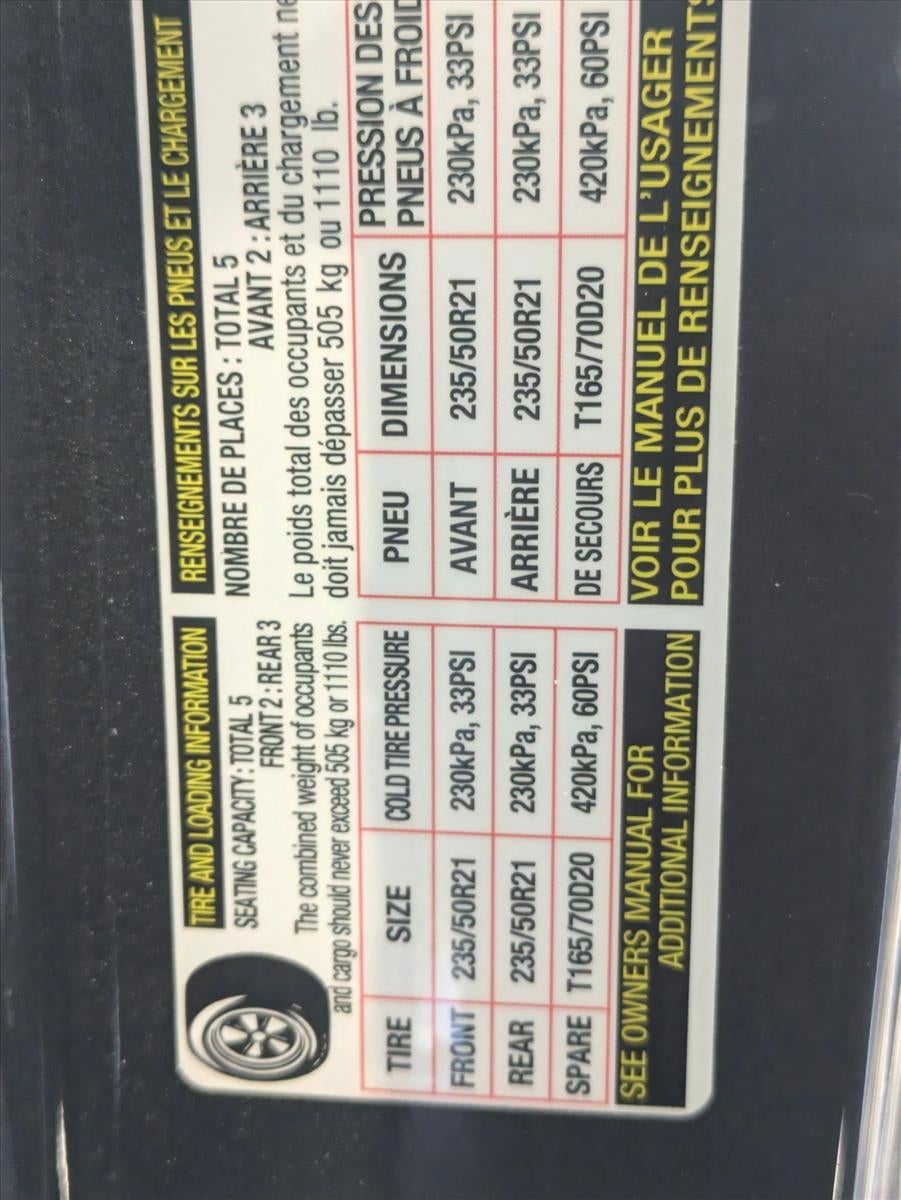 TIRE AND LOADING INFORMATION
SEATING CAPACITY: TOTAL 5
FRONT 2: REAR 3
The combined weight of occupants
and cargo should never exceed 505 kg or 1110 lbs.
TIRE SIZE COLD TIRE PRESSURE
FRONT 235/50R21 230kPa, 33PSI
REAR 235/50R21 230kPa, 33PSI
SPARE T165/70D20 420kPa, 60PSI
SEE OWNERS MANUAL FOR
ADDITIONAL INFORMATION
RENSEIGNEMENTS SUR LES PNEUS ET LE CHARGEMENT
NOMBRE DE PLACES : TOTAL 5
AVANT 2 : ARRIÈRE 3
Le poids total des occupants et du chargement ne
doit jamais dépasser 505 kg ou 1110 lb.
PNEU DIMENSIONS PRESSION DES
PNEUS À FROID
AVANT 235/50R21 230kPa, 33PSI
ARRIÈRE 235/50R21 230kPa, 33PSI
DE SECOURS T165/70D20 420kPa, 60PSI
VOIR LE MANUEL DE L'USAGER
POUR PLUS DE RENSEIGNEMENTS